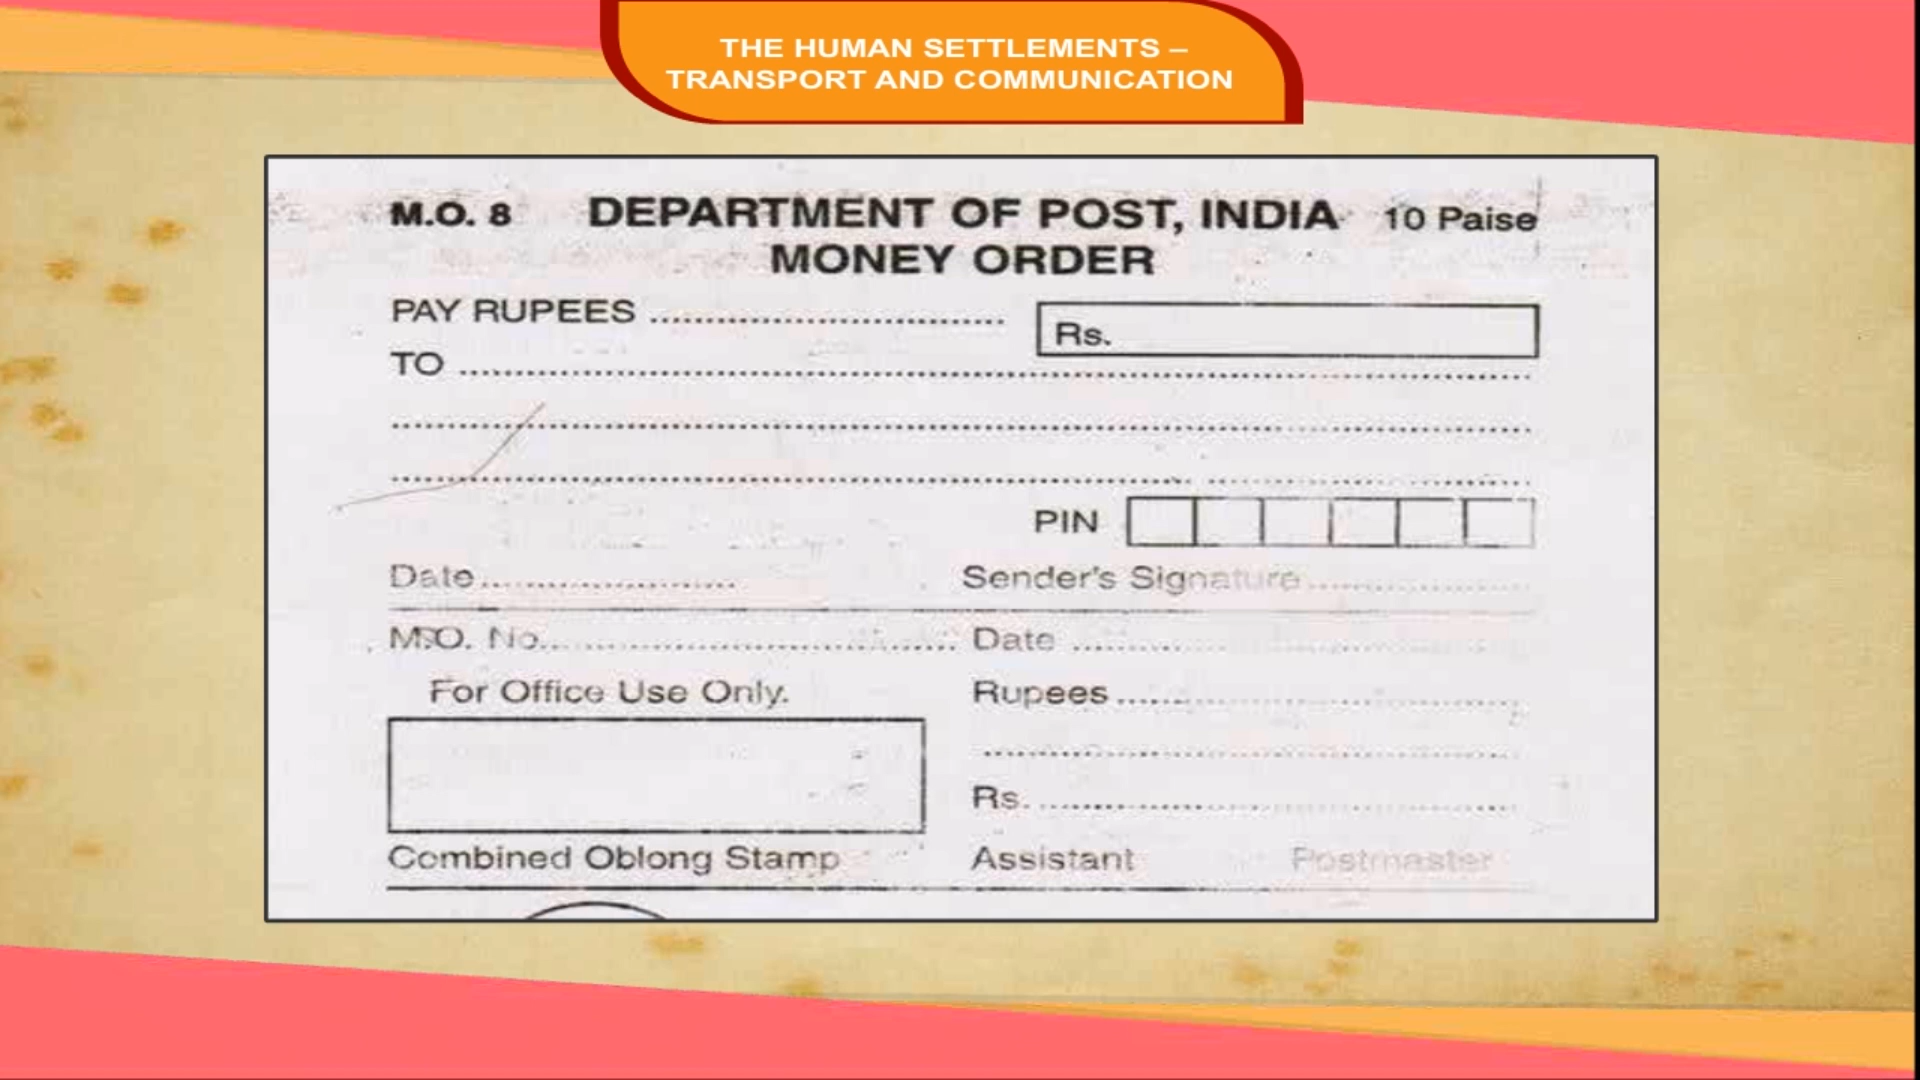 THE HUMAN SETTLEMENTS –
TRANSPORT AND COMMUNICATION
M.O. 8 DEPARTMENT OF POST, INDIA 10 Paise
MONEY ORDER
PAY RUPEES
Rs.
TO
PIN
Date Sender's Signature
M.O. No. Date
For Office Use Only. Rupees
Rs.
Combined Oblong Stamp Assistant Postmaster